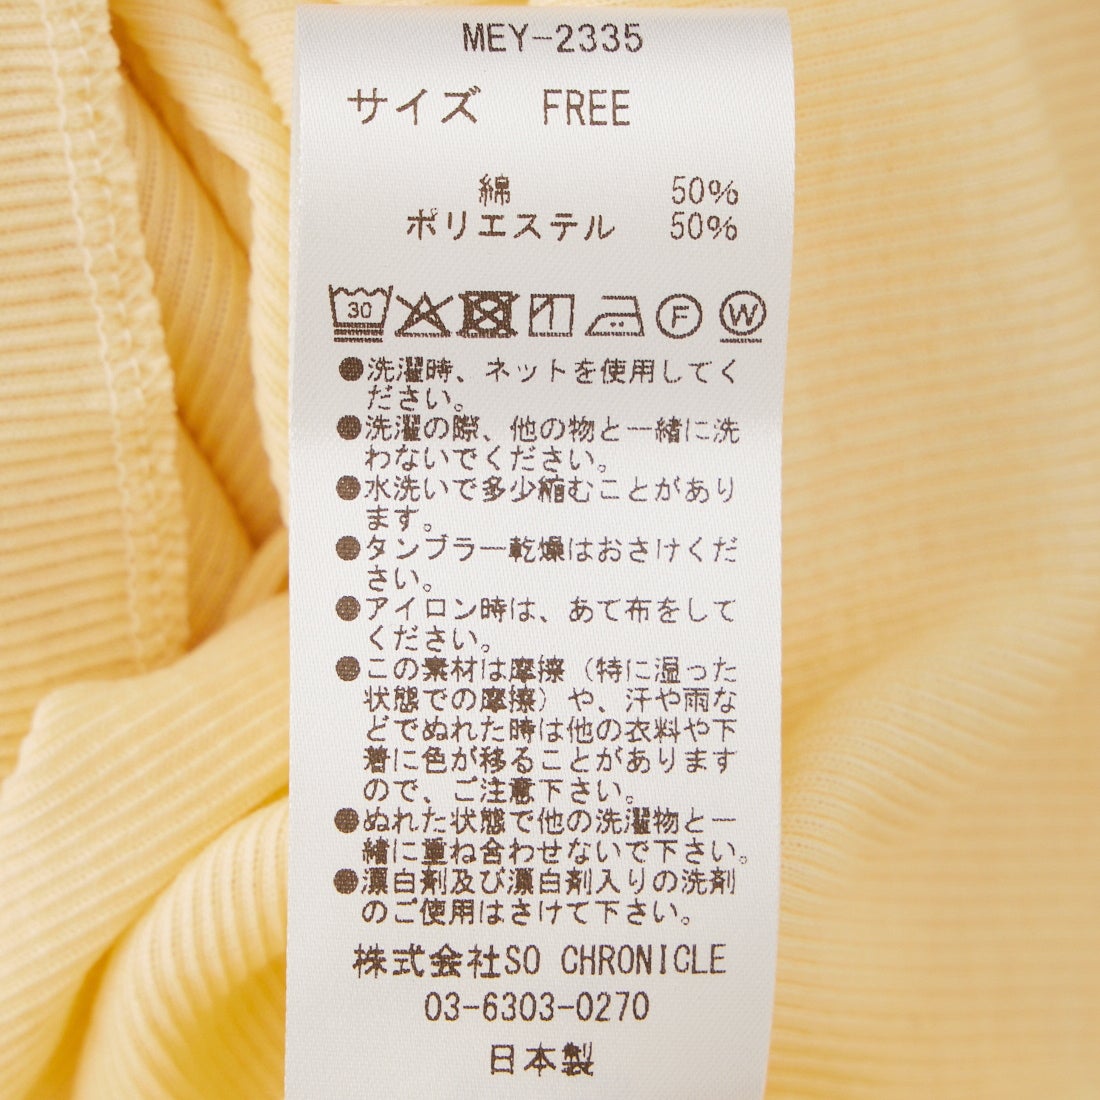 MEY-2335
サイズ FREE
綿 50%
ポリエステル 50%
30 F W
●洗濯時、ネットを使用してく
ださい。
●洗濯の際、他の物と一緒に洗
わないでください。
●水洗いで多少縮むことがあり
ます。
●タンブラー乾燥はおさけくだ
さい。
●アイロン時は、あて布をして
ください。
●この素材は摩擦（特に湿った
状態での摩擦）や、汗や雨な
どでぬれた時は他の衣料や下
着に色が移ることがあります
ので、ご注意下さい。
●ぬれた状態で他の洗濯物と一
緒に重ね合わせないで下さい。
●漂白剤及び漂白剤入りの洗剤
のご使用はさけて下さい。
株式会社SO CHRONICLE
03-6303-0270
日本製